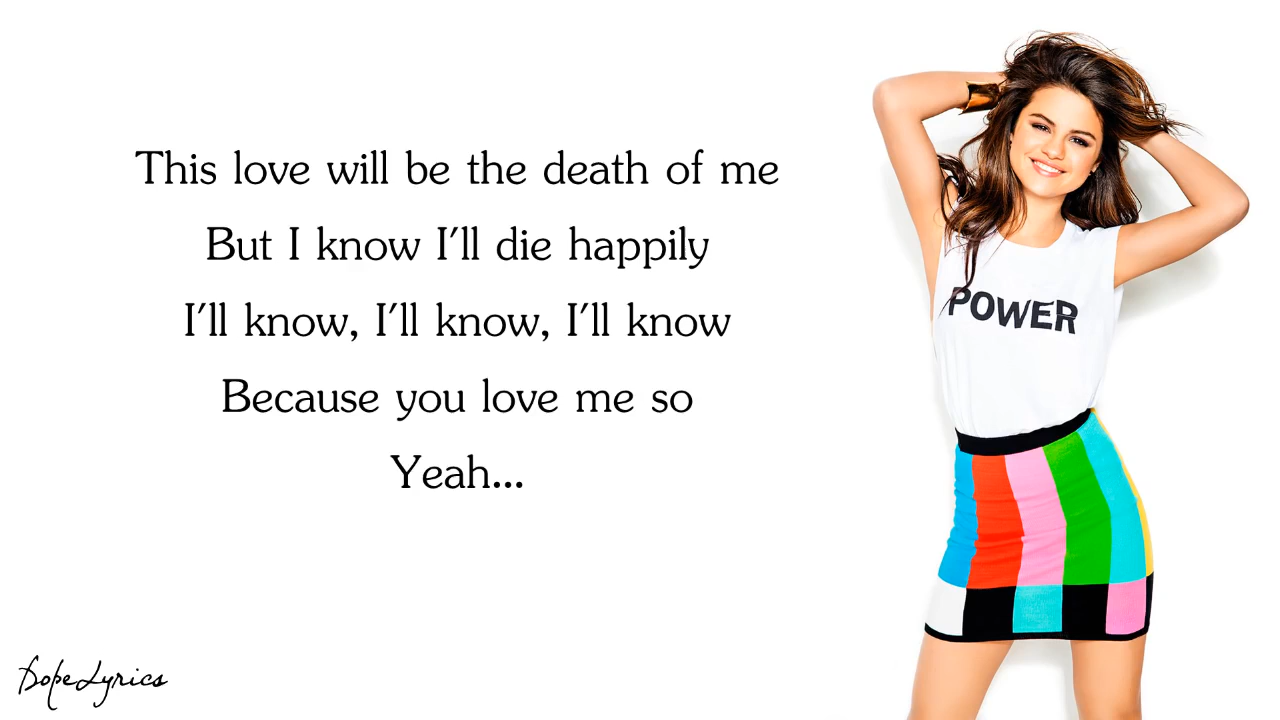 This love will be the death of me
But I know I'll die happily
I'll know, I'll know, I'll know
Because you love me so
Yeah...
POWER
DopeLyrics